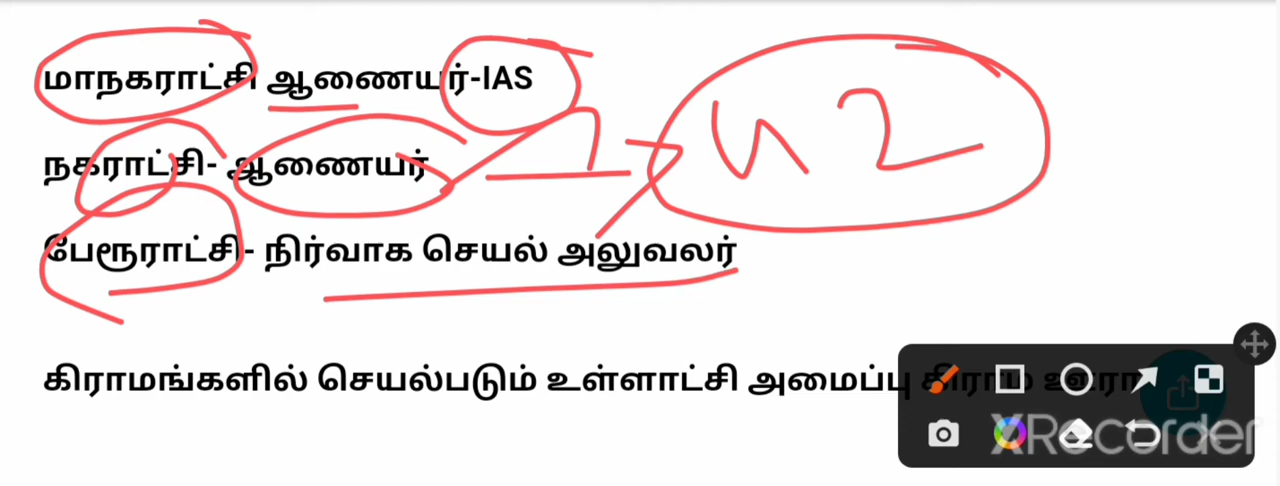 மாநகராட்சி ஆணையர்-IAS
நகராட்சி- ஆணையர்
பேரூராட்சி- நிர்வாக செயல் அலுவலர்
கிராமங்களில் செயல்படும் உள்ளாட்சி அமைப்பு கிராம
XRecorder